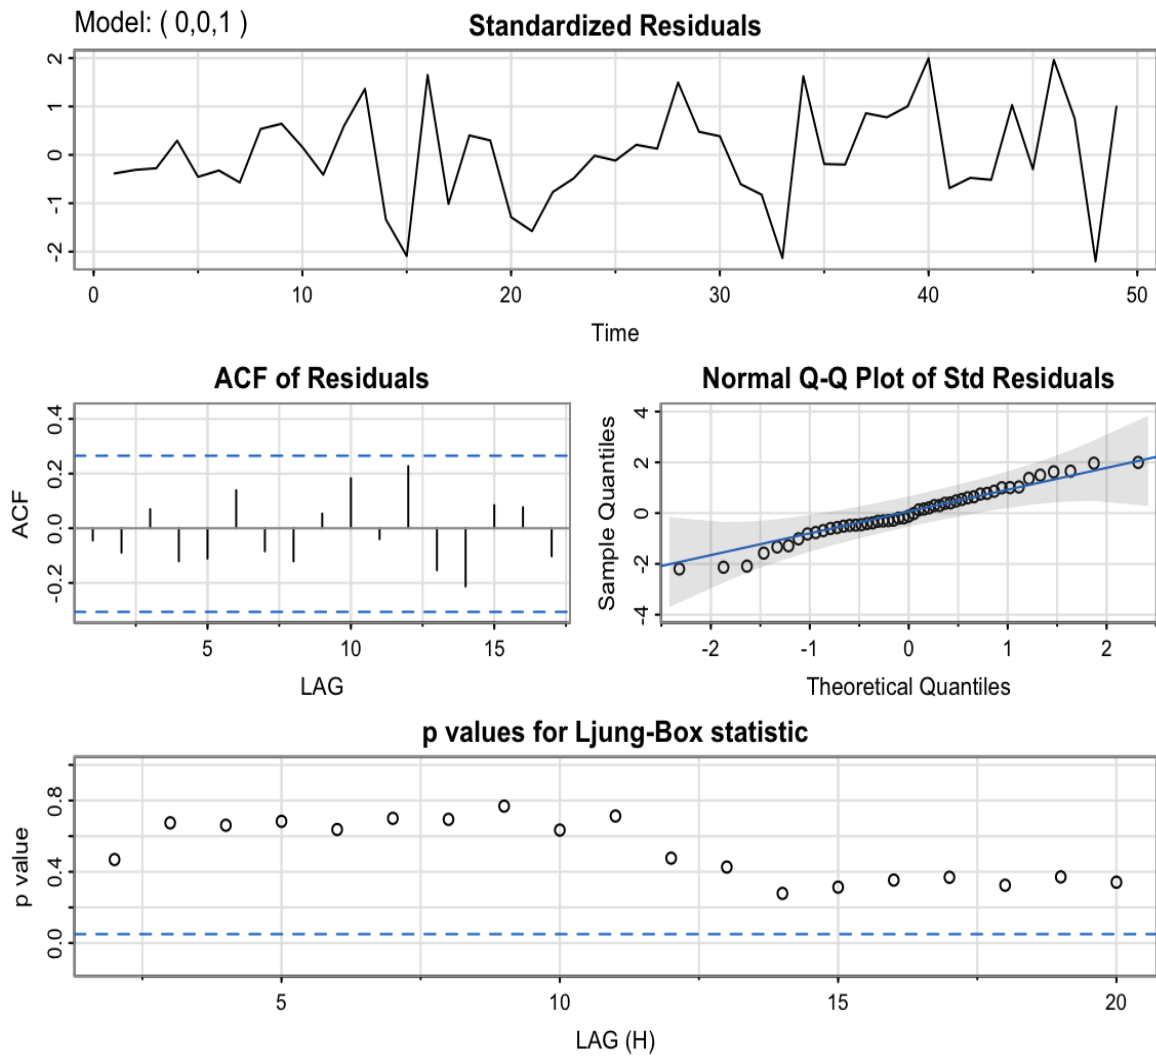 Model: ( 0,0,1 )
Standardized Residuals
2
1
0
-1
-2
0
10
20
30
40
50
Time
ACF of Residuals
ACF
0.4
0.2
0.0
-0.2
5
10
15
LAG
Normal Q-Q Plot of Std Residuals
Sample Quantiles
4
2
0
-2
-4
-2
-1
0
1
2
Theoretical Quantiles
p values for Ljung-Box statistic
p value
0.8
0.4
0.0
5
10
15
20
LAG (H)